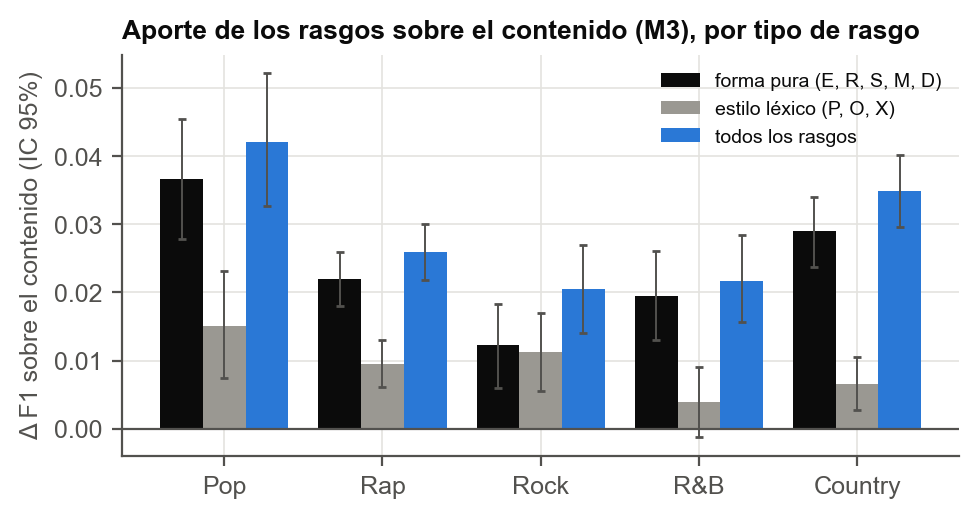 Aporte de los rasgos sobre el contenido (M3), por tipo de rasgo
forma pura (E, R, S, M, D)
estilo léxico (P, O, X)
todos los rasgos
Δ F1 sobre el contenido (IC 95%)
0.05
0.04
0.03
0.02
0.01
0.00
Pop
Rap
Rock
R&B
Country